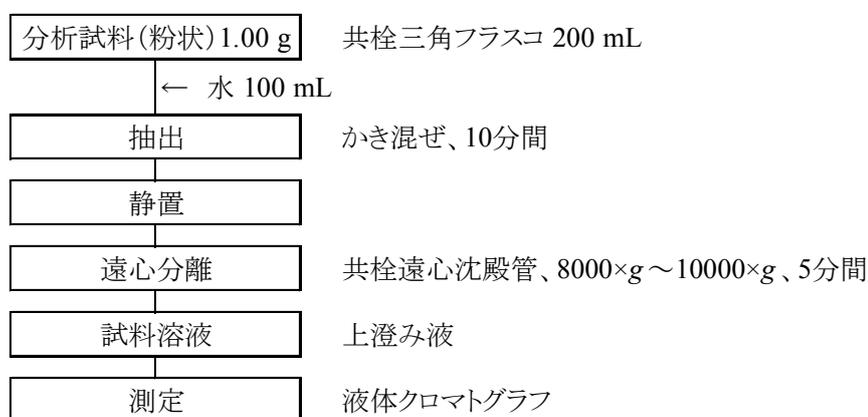 分析試料(粉状)1.00 g 共栓三角フラスコ 200 mL
← 水 100 mL
抽出 かき混ぜ、10分間
静置
遠心分離 共栓遠心沈殿管、8000×g～10000×g、5分間
試料溶液 上澄み液
測定 液体クロマトグラフ